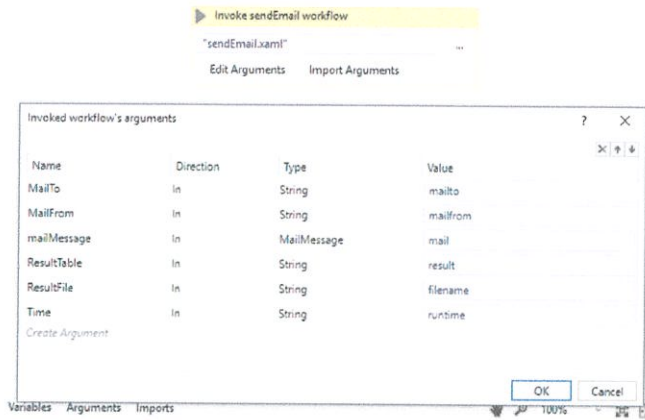 Invoke sendEmail workflow
"sendEmail.xaml" ...
Edit Arguments Import Arguments
Invoked workflow's arguments ?
Name Direction Type Value
MailTo In String mailto
MailFrom In String mailfrom
mailMessage In MailMessage mail
ResultTable In String result
ResultFile In String filename
Time In String runtime
Create Argument
OK Cancel
Variables Arguments Imports 100%